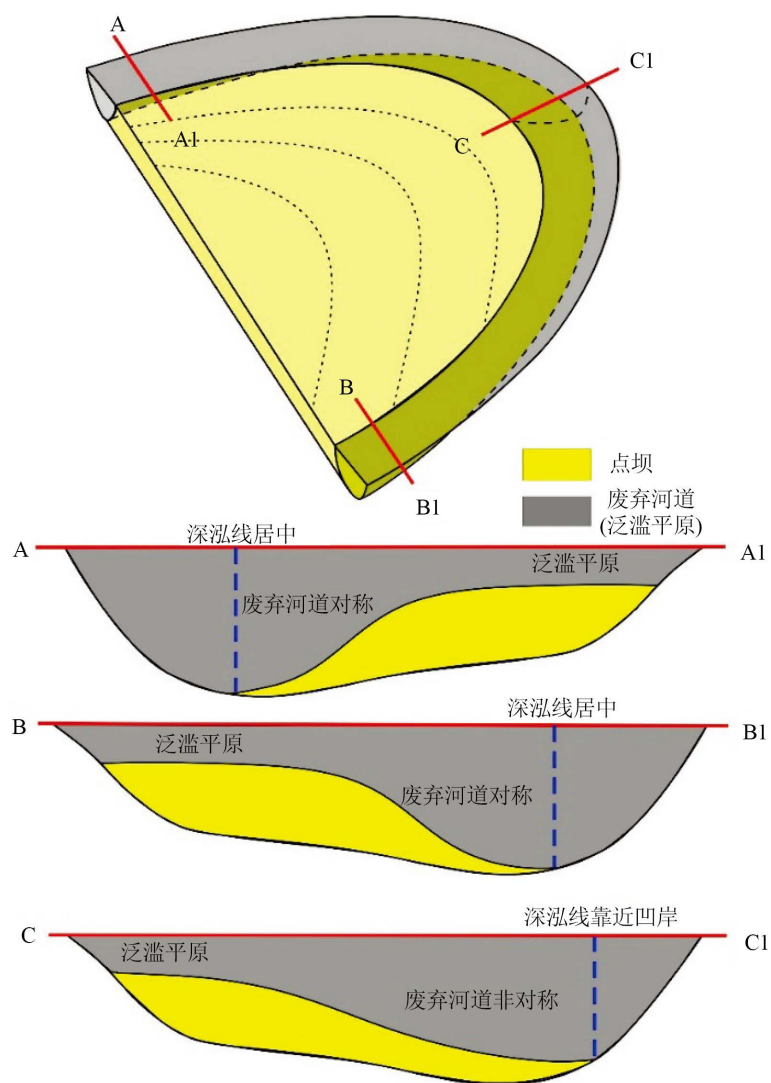 A
C1
A1
C
B
B1
点坝
废弃河道
(泛滥平原)
深泓线居中
A
A1
泛滥平原
废弃河道对称
深泓线居中
B
B1
泛滥平原
废弃河道对称
深泓线靠近凹岸
C
C1
泛滥平原
废弃河道非对称